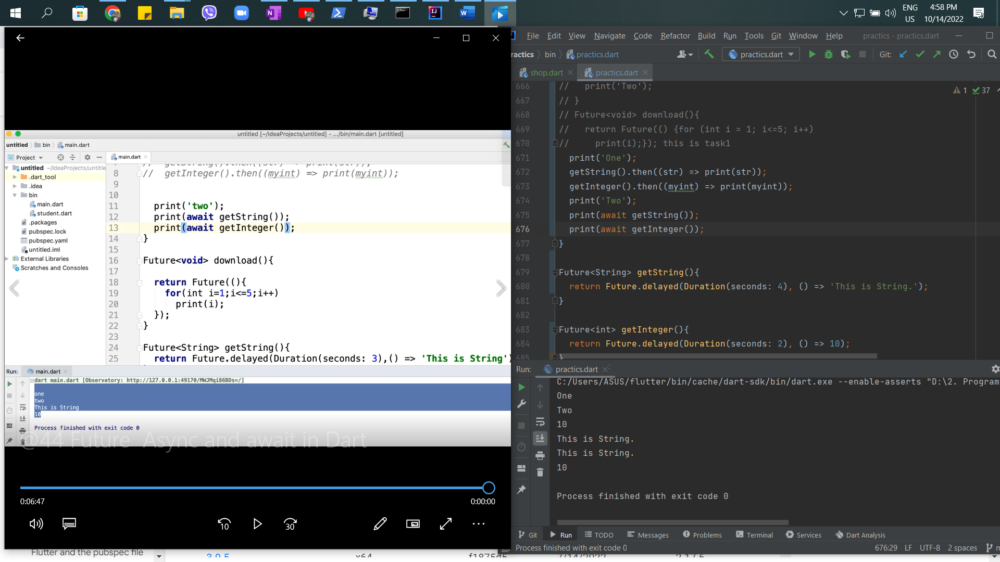 ENG
US
4:58 PM
10/14/2022
untitled [~/IdeaProjects/untitled] - .../bin/main.dart [untitled]
untitled bin main.dart
Project
main.dart
untitled ~/IdeaProjects/untitle
.dart_tool
.idea
bin
main.dart
student.dart
.packages
pubspec.lock
pubspec.yaml
untitled.iml
External Libraries
Scratches and Consoles
8 //  getInteger().then((myint) => print(myint));
9
10
11 print('two');
12 print(await getString());
13 print(await getInteger());
14 }
15
16 Future<void> download(){
17
18 return Future((){
19 for(int i=1;i<=5;i++)
20 print(i);
21 });
22 }
23
24 Future<String> getString(){
25 return Future.delayed(Duration(seconds: 3),() => 'This is String')
Run: main.dart
dart main.dart [Observatory: http://127.0.0.1:49170/MWJMqi86BDs=/]
one
two
This is String
10
Process finished with exit code 0
@44 Future  Async and await in Dart
0:06:47
0:00:00
10
30
Flutter and the pubspec file
File Edit View Navigate Code Refactor Build Run Tools Git Window Help practics - practics.dart
ractics bin practics.dart
practics.dart
Git:
shop.dart
practics.dart
1 37
666 //   print('Two');
667 // }
668 // Future<void> download(){
669 //   return Future(() {for (int i = 1; i<=5; i++)
670 //     print(i);}); this is task1
671 print('One');
672 getString().then((str) => print(str));
673 getInteger().then((myint) => print(myint));
674 print('Two');
675 print(await getString());
676 print(await getInteger());
677 }
678
679 Future<String> getString(){
680 return Future.delayed(Duration(seconds: 4), () => 'This is String.');
681 }
682
683 Future<int> getInteger(){
684 return Future.delayed(Duration(seconds: 2), () => 10);
685 }
Run: practics.dart
C:/Users/ASUS/flutter/bin/cache/dart-sdk/bin/dart.exe --enable-asserts "D:\2. Program
One
Two
10
This is String.
This is String.
10
Process finished with exit code 0
Git Run TODO Messages Problems Terminal Services Dart Analysis
Process finished with exit code 0
676:29 LF UTF-8 2 spaces